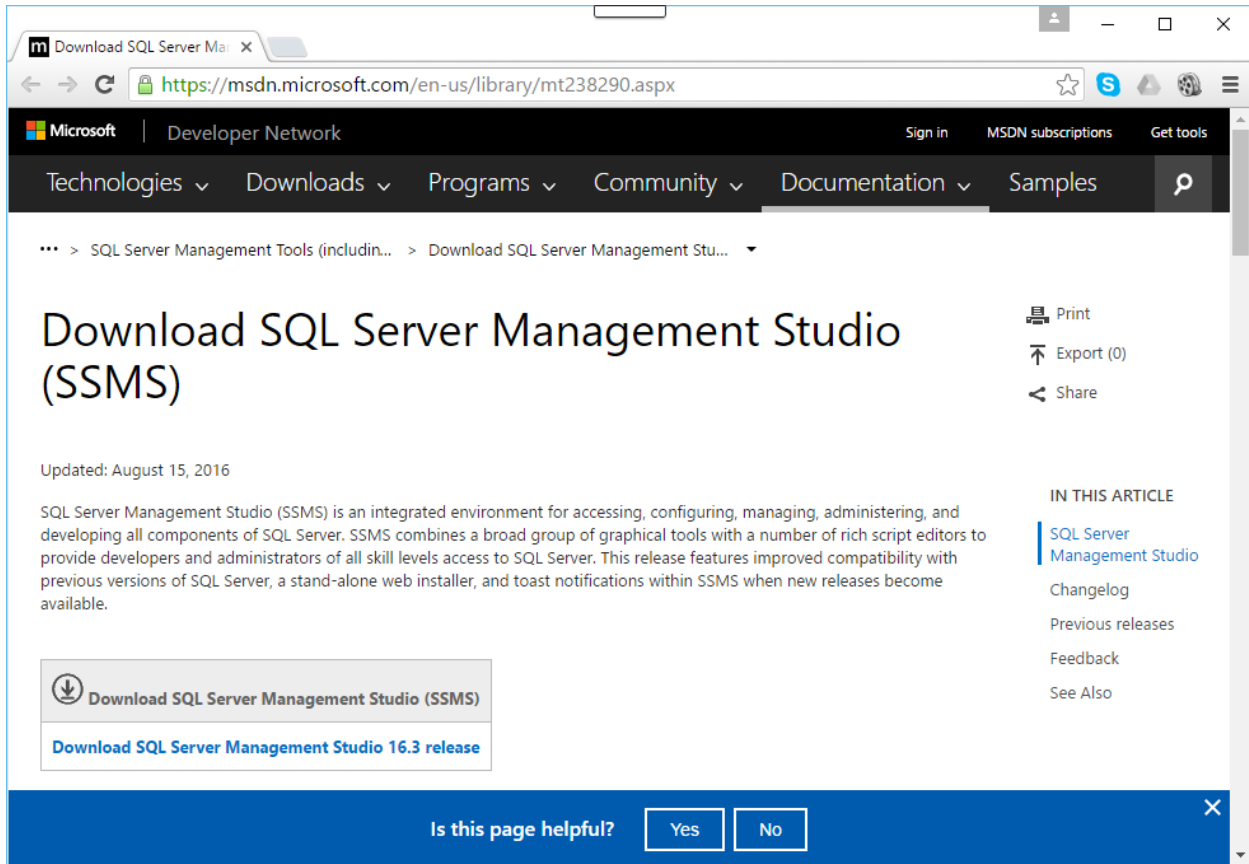 Download SQL Server Mar
https://msdn.microsoft.com/en-us/library/mt238290.aspx
Microsoft Developer Network Sign in MSDN subscriptions Get tools
Technologies Downloads Programs Community Documentation Samples
••• > SQL Server Management Tools (includin... > Download SQL Server Management Stu...
Download SQL Server Management Studio
(SSMS)
Print
Export (0)
Share
Updated: August 15, 2016
SQL Server Management Studio (SSMS) is an integrated environment for accessing, configuring, managing, administering, and
developing all components of SQL Server. SSMS combines a broad group of graphical tools with a number of rich script editors to
provide developers and administrators of all skill levels access to SQL Server. This release features improved compatibility with
previous versions of SQL Server, a stand-alone web installer, and toast notifications within SSMS when new releases become
available.
IN THIS ARTICLE
SQL Server
Management Studio
Changelog
Previous releases
Feedback
See Also
Download SQL Server Management Studio (SSMS)
Download SQL Server Management Studio 16.3 release
Is this page helpful? Yes No